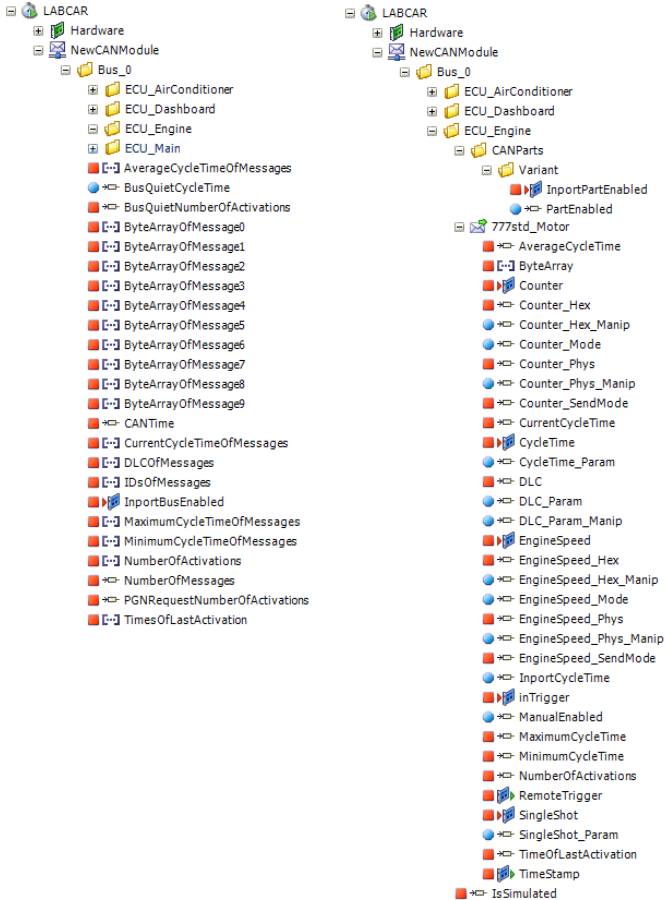 LABCAR
Hardware
NewCANModule
Bus_0
ECU_AirConditioner
ECU_Dashboard
ECU_Engine
ECU_Main
AverageCycleTimeOfMessages
BusQuietCycleTime
BusQuietNumberOfActivations
ByteArrayOfMessage0
ByteArrayOfMessage1
ByteArrayOfMessage2
ByteArrayOfMessage3
ByteArrayOfMessage4
ByteArrayOfMessage5
ByteArrayOfMessage6
ByteArrayOfMessage7
ByteArrayOfMessage8
ByteArrayOfMessage9
CANTime
CurrentCycleTimeOfMessages
DLCOfMessages
IDsOfMessages
InportBusEnabled
MaximumCycleTimeOfMessages
MinimumCycleTimeOfMessages
NumberOfActivations
NumberOfMessages
PGNRequestNumberOfActivations
TimesOfLastActivation
LABCAR
Hardware
NewCANModule
Bus_0
ECU_AirConditioner
ECU_Dashboard
ECU_Engine
CANParts
Variant
InportPartEnabled
PartEnabled
777std_Motor
AverageCycleTime
ByteArray
Counter
Counter_Hex
Counter_Hex_Manip
Counter_Mode
Counter_Phys
Counter_Phys_Manip
Counter_SendMode
CurrentCycleTime
CycleTime
CycleTime_Param
DLC
DLC_Param
DLC_Param_Manip
EngineSpeed
EngineSpeed_Hex
EngineSpeed_Hex_Manip
EngineSpeed_Mode
EngineSpeed_Phys
EngineSpeed_Phys_Manip
EngineSpeed_SendMode
InportCycleTime
inTrigger
ManualEnabled
MaximumCycleTime
MinimumCycleTime
NumberOfActivations
RemoteTrigger
SingleShot
SingleShot_Param
TimeOfLastActivation
TimeStamp
IsSimulated